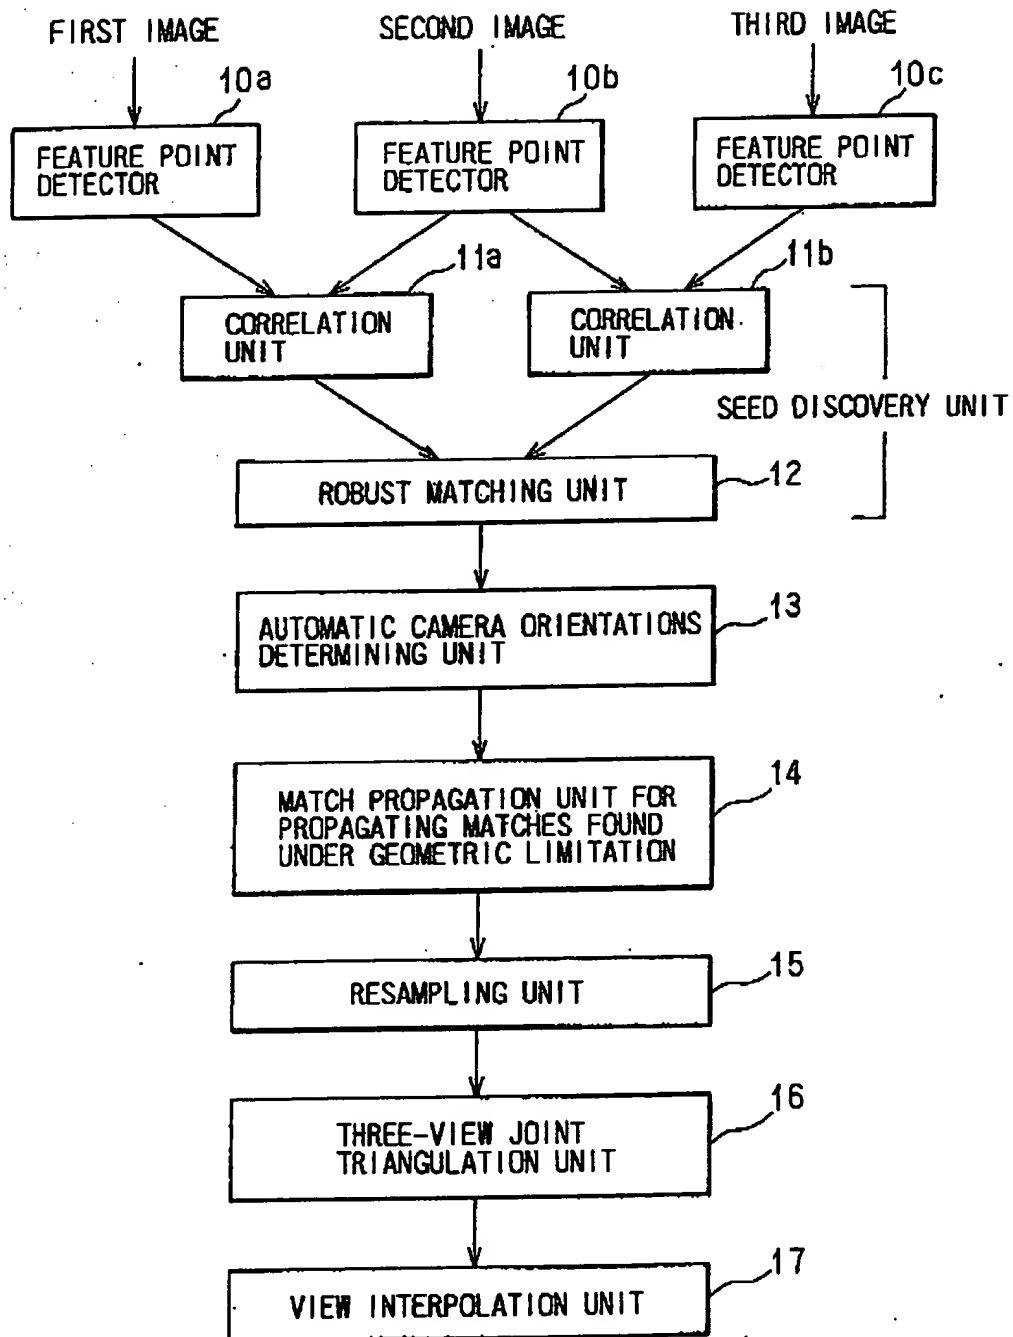 FIRST IMAGE
SECOND IMAGE
THIRD IMAGE
10a
10b
10c
FEATURE POINT
DETECTOR
FEATURE POINT
DETECTOR
FEATURE POINT
DETECTOR
11a
11b
CORRELATION
UNIT
CORRELATION
UNIT
SEED DISCOVERY UNIT
ROBUST MATCHING UNIT
12
AUTOMATIC CAMERA ORIENTATIONS
DETERMINING UNIT
13
MATCH PROPAGATION UNIT FOR
PROPAGATING MATCHES FOUND
UNDER GEOMETRIC LIMITATION
14
RESAMPLING UNIT
15
THREE-VIEW JOINT
TRIANGULATION UNIT
16
VIEW INTERPOLATION UNIT
17